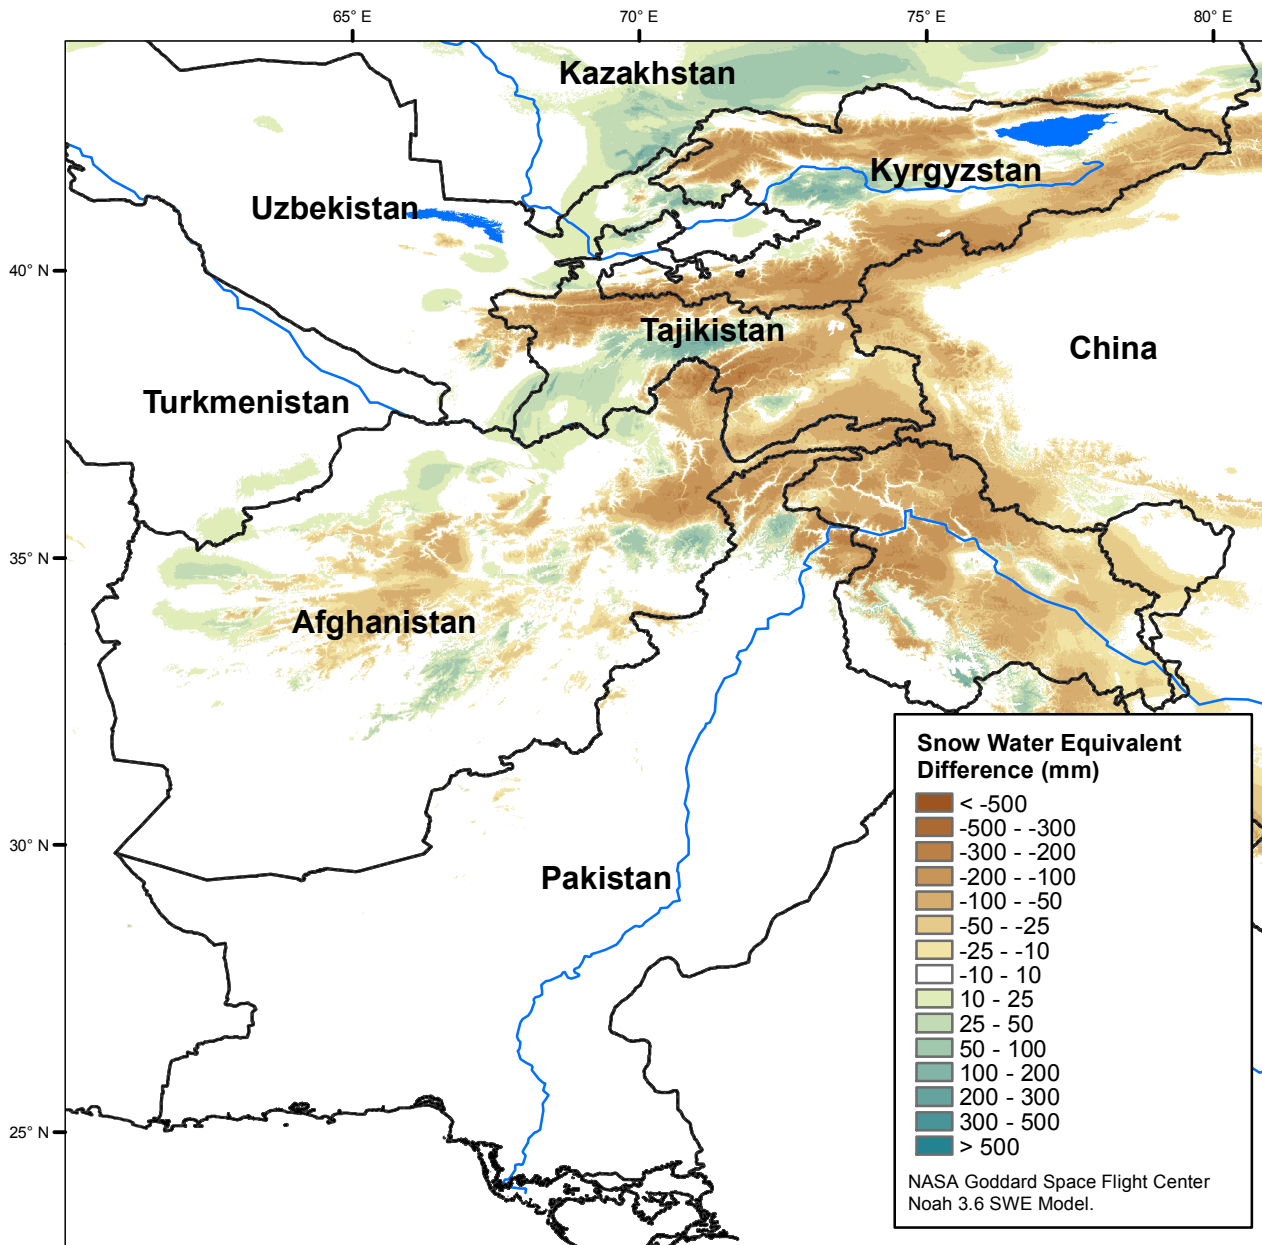 65° E
70° E
75° E
80° E
Kazakhstan
Kyrgyzstan
Uzbekistan
40° N
Tajikistan
China
Turkmenistan
35° N
Afghanistan
Snow Water Equivalent
Difference (mm)
< -500
-500 - -300
-300 - -200
-200 - -100
-100 - -50
-50 - -25
-25 - -10
-10 - 10
10 - 25
25 - 50
50 - 100
100 - 200
200 - 300
300 - 500
> 500
NASA Goddard Space Flight Center
Noah 3.6 SWE Model.
30° N
Pakistan
25° N